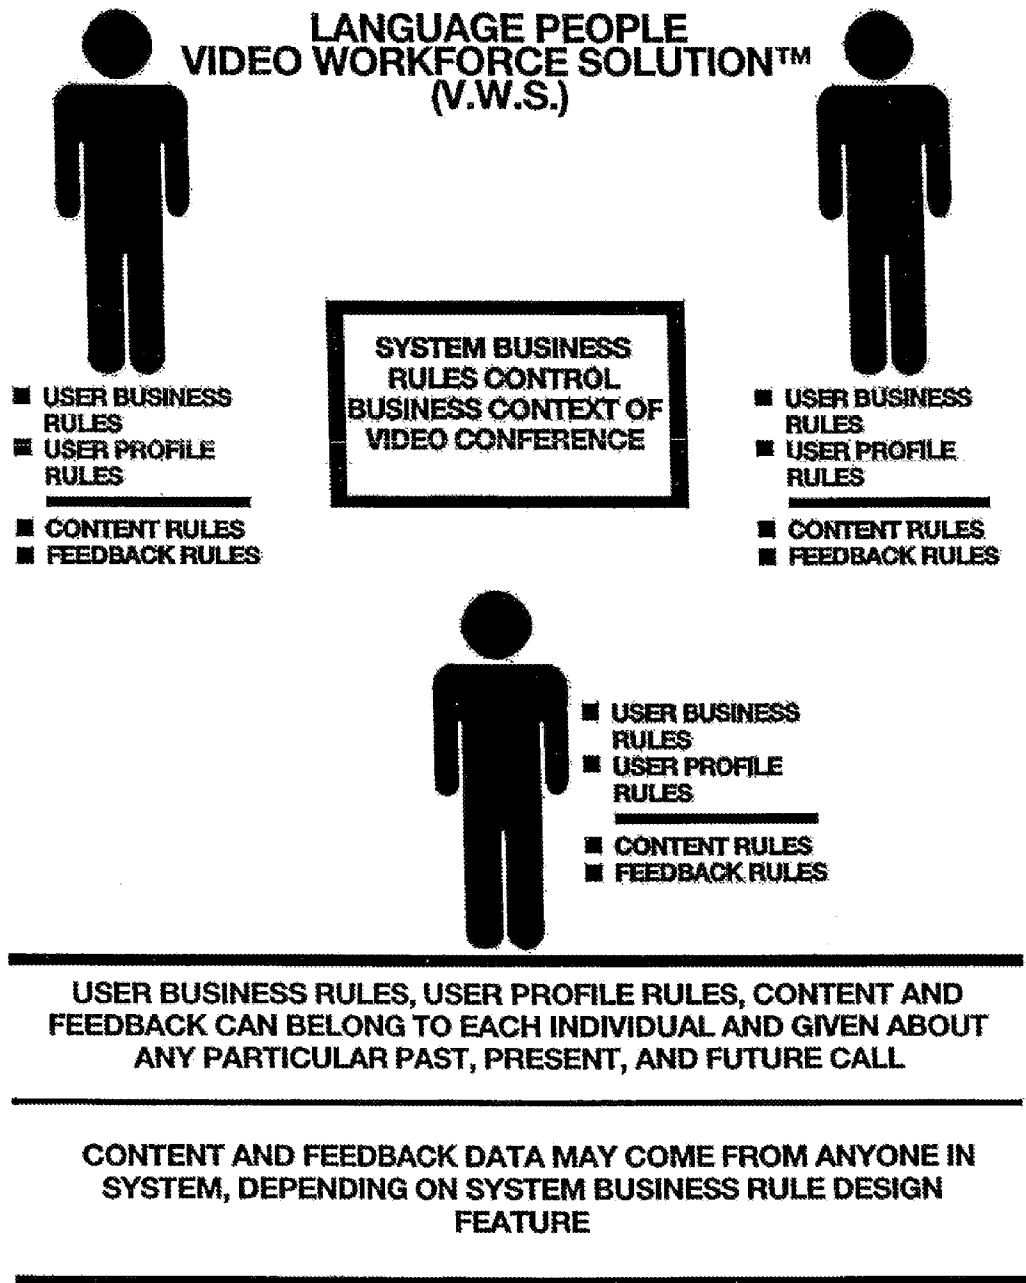 LANGUAGE PEOPLE
VIDEO WORKFORCE SOLUTION™
(V.W.S.)
SYSTEM BUSINESS
RULES CONTROL
BUSINESS CONTEXT OF
VIDEO CONFERENCE
■ USER BUSINESS
RULES
■ USER PROFILE
RULES
■ CONTENT RULES
■ FEEDBACK RULES
■ USER BUSINESS
RULES
■ USER PROFILE
RULES
■ CONTENT RULES
■ FEEDBACK RULES
■ USER BUSINESS
RULES
■ USER PROFILE
RULES
■ CONTENT RULES
■ FEEDBACK RULES
USER BUSINESS RULES, USER PROFILE RULES, CONTENT AND
FEEDBACK CAN BELONG TO EACH INDIVIDUAL AND GIVEN ABOUT
ANY PARTICULAR PAST, PRESENT, AND FUTURE CALL
CONTENT AND FEEDBACK DATA MAY COME FROM ANYONE IN
SYSTEM, DEPENDING ON SYSTEM BUSINESS RULE DESIGN
FEATURE